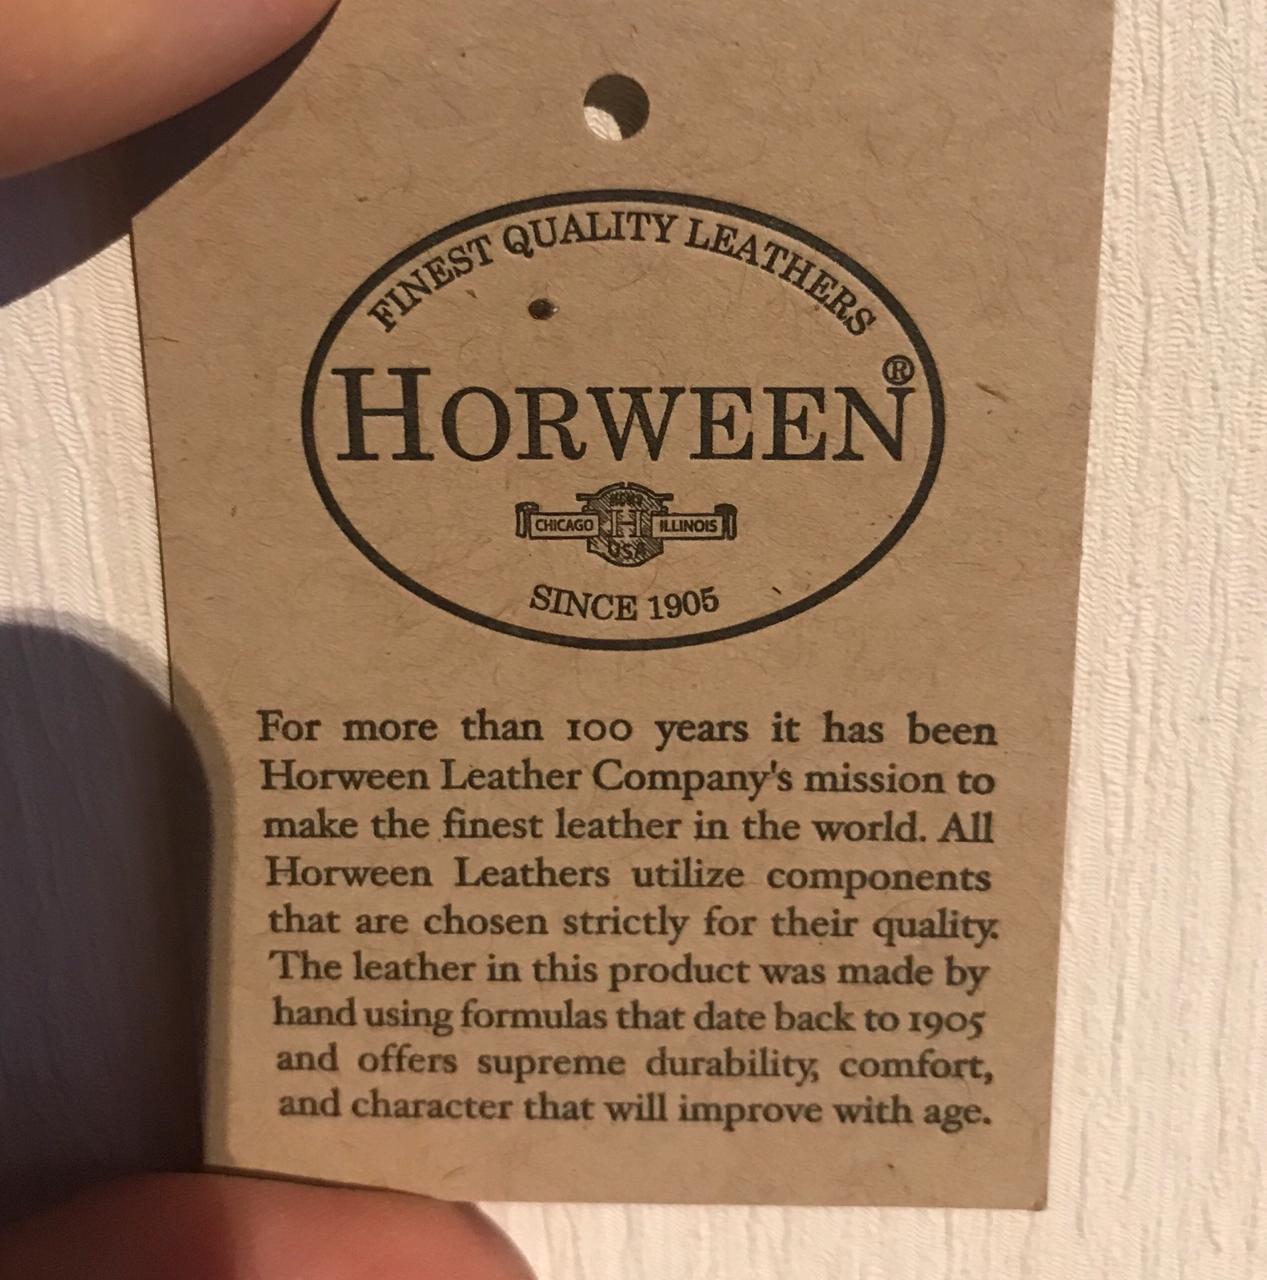 FINEST QUALITY LEATHERS
HORWEEN®
CHICAGO H ILLINOIS
USA
SINCE 1905
For more than 100 years it has been
Horween Leather Company's mission to
make the finest leather in the world. All
Horween Leathers utilize components
that are chosen strictly for their quality.
The leather in this product was made by
hand using formulas that date back to 1905
and offers supreme durability, comfort,
and character that will improve with age.